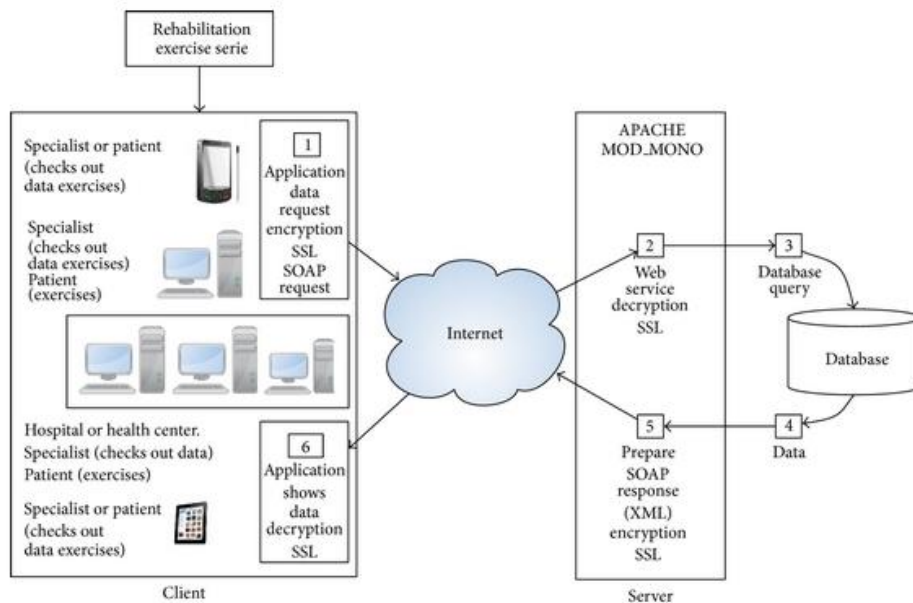 Rehabilitation
exercise serie
Specialist or patient
(checks out
data exercises)
1
Application
data
request
encryption
SSL
SOAP
request
Specialist
(checks out
data exercises)
Patient
(exercises)
Hospital or health center.
Specialist (checks out data)
Patient (exercises)
6
Application
shows
data
decryption
SSL
Specialist or patient
(checks out
data exercises)
Client
Internet
APACHE
MOD_MONO
2
Web
service
decryption
SSL
3
Database
query
Database
4
Data
5
Prepare
SOAP
response
(XML)
encryption
SSL
Server